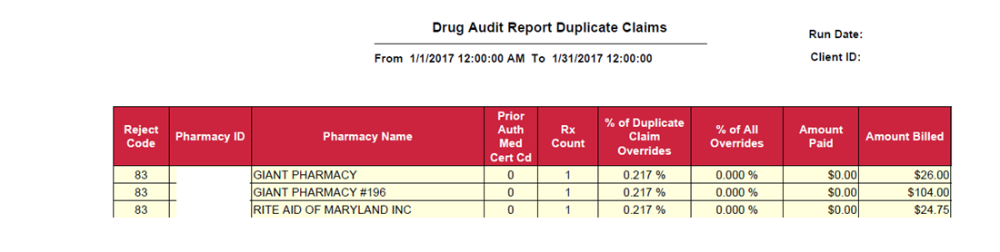 Drug Audit Report Duplicate Claims
Run Date:
From 1/1/2017 12:00:00 AM To 1/31/2017 12:00:00
Client ID:
Reject Code Pharmacy ID Pharmacy Name Prior Auth Med Cert Cd Rx Count % of Duplicate Claim Overrides % of All Overrides Amount Paid Amount Billed
83 GIANT PHARMACY 0 1 0.217 % 0.000 % $0.00 $26.00
83 GIANT PHARMACY #196 0 1 0.217 % 0.000 % $0.00 $104.00
83 RITE AID OF MARYLAND INC 0 1 0.217 % 0.000 % $0.00 $24.75